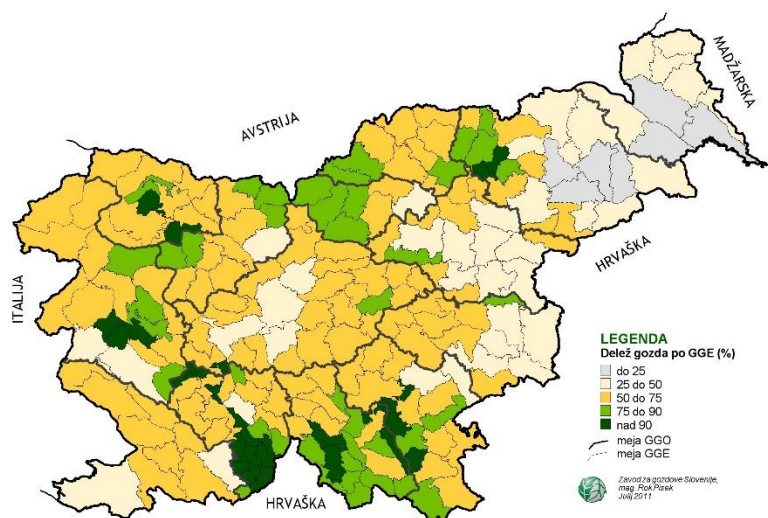 MADŽARSKA
AVSTRIJA
ITALIJA
HRVAŠKA
LEGENDA
Delež gozda po GGE (%)
do 25
25 do 50
50 do 75
75 do 90
nad 90
meja GGO
meja GGE
HRVAŠKA
Zavod za gozdove Slovenije,
mag. Rok Pisek
Julij 2011